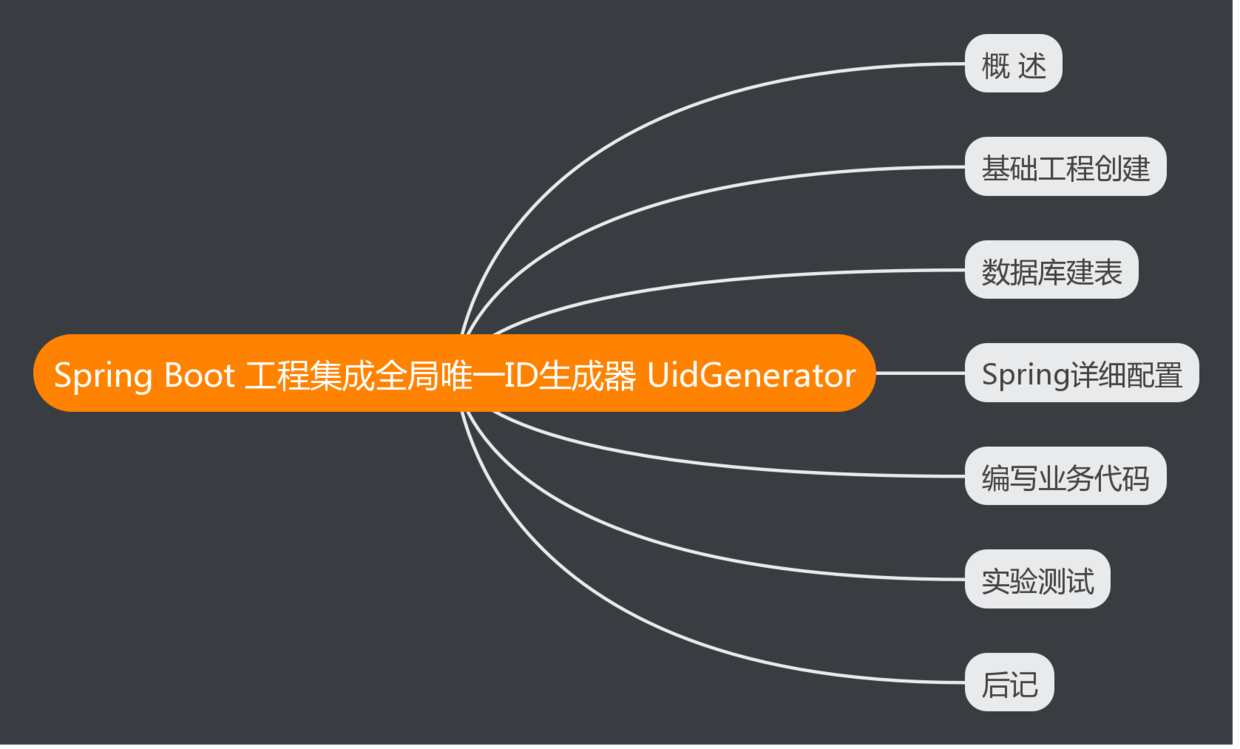 概 述
基础工程创建
数据库建表
Spring Boot 工程集成全局唯一ID生成器 UidGenerator
Spring详细配置
编写业务代码
实验测试
后记